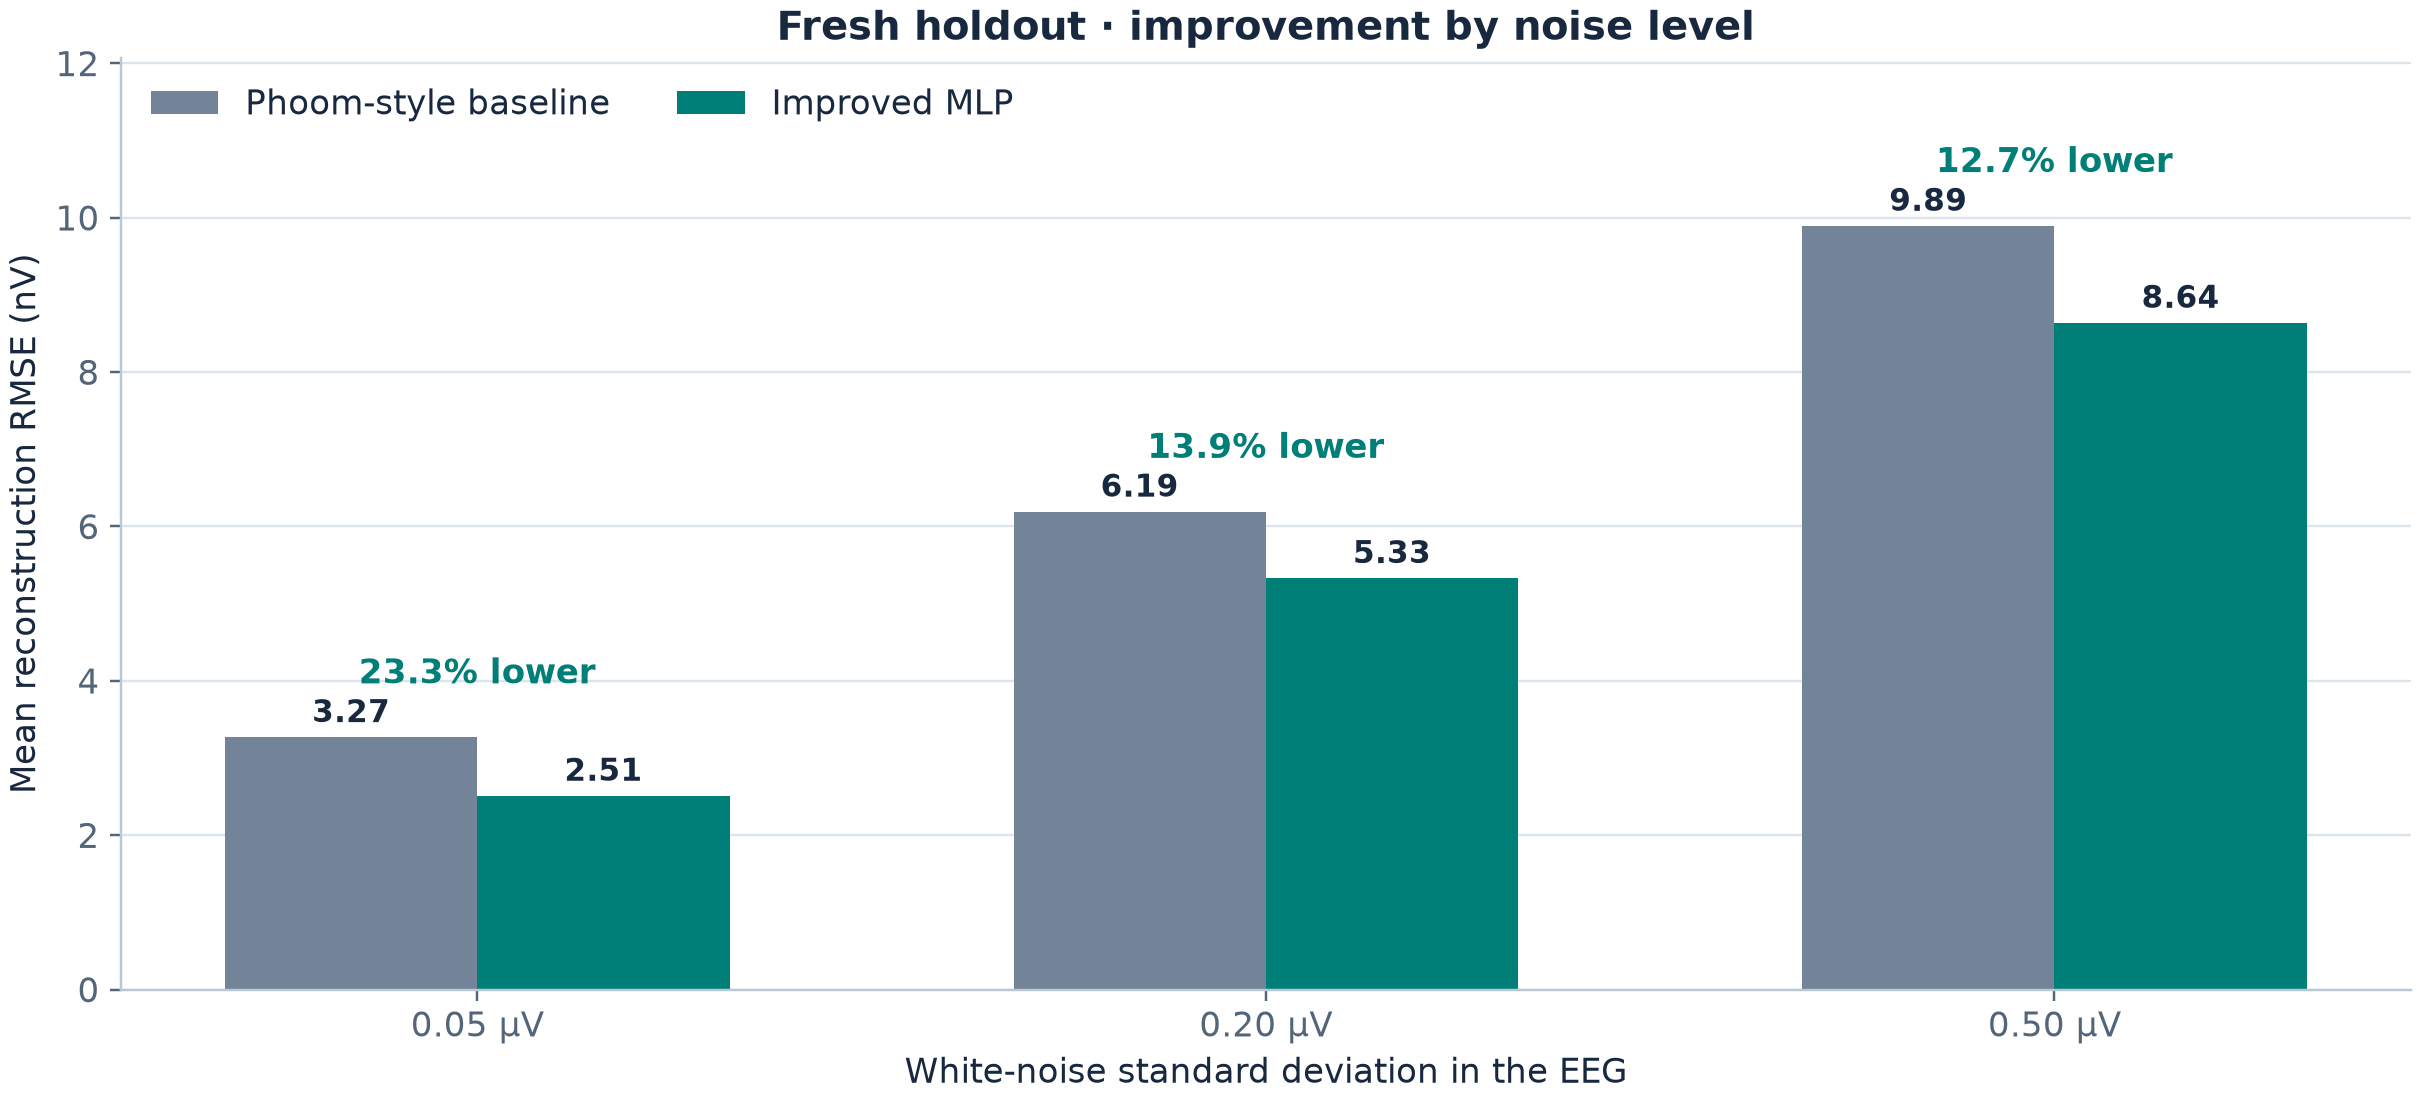 Fresh holdout · improvement by noise level
Phoom-style baseline
Improved MLP
Mean reconstruction RMSE (nV)
12
10
8
6
4
2
0
23.3% lower
3.27
2.51
13.9% lower
6.19
5.33
12.7% lower
9.89
8.64
0.05 µV
0.20 µV
0.50 µV
White-noise standard deviation in the EEG